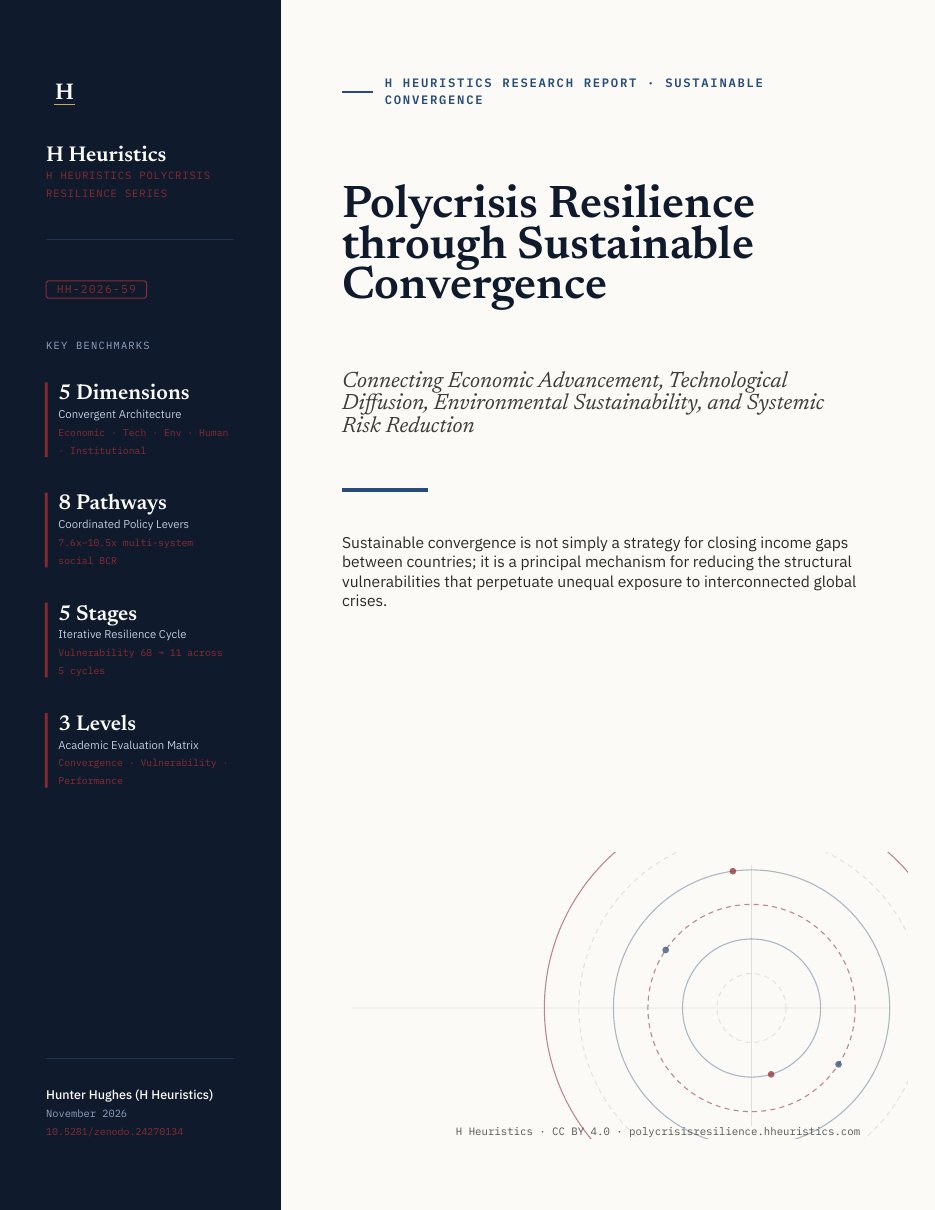 H
H Heuristics
H HEURISTICS POLYCRISIS
RESILIENCE SERIES
HH-2026-59
KEY BENCHMARKS
5 Dimensions
Convergent Architecture
Economic · Tech · Env · Human
· Institutional
8 Pathways
Coordinated Policy Levers
7.6x–10.5x multi-system
social BCR
5 Stages
Iterative Resilience Cycle
Vulnerability 68 → 11 across
5 cycles
3 Levels
Academic Evaluation Matrix
Convergence · Vulnerability ·
Performance
Hunter Hughes (H Heuristics)
November 2026
10.5281/zenodo.24270134
H HEURISTICS RESEARCH REPORT · SUSTAINABLE
CONVERGENCE
Polycrisis Resilience
through Sustainable
Convergence
Connecting Economic Advancement, Technological
Diffusion, Environmental Sustainability, and Systemic
Risk Reduction
Sustainable convergence is not simply a strategy for closing income gaps
between countries; it is a principal mechanism for reducing the structural
vulnerabilities that perpetuate unequal exposure to interconnected global
crises.
H Heuristics · CC BY 4.0 · polycrisisresilience.hheuristics.com